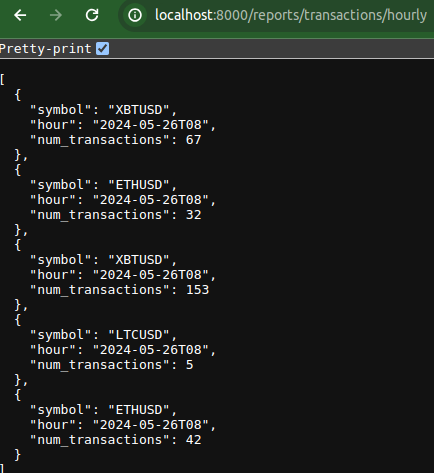 localhost:8000/reports/transactions/hourly
Pretty-print
[
  {
    "symbol": "XBTUSD",
    "hour": "2024-05-26T08",
    "num_transactions": 67
  },
  {
    "symbol": "ETHUSD",
    "hour": "2024-05-26T08",
    "num_transactions": 32
  },
  {
    "symbol": "XBTUSD",
    "hour": "2024-05-26T08",
    "num_transactions": 153
  },
  {
    "symbol": "LTCUSD",
    "hour": "2024-05-26T08",
    "num_transactions": 5
  },
  {
    "symbol": "ETHUSD",
    "hour": "2024-05-26T08",
    "num_transactions": 42
  }
]